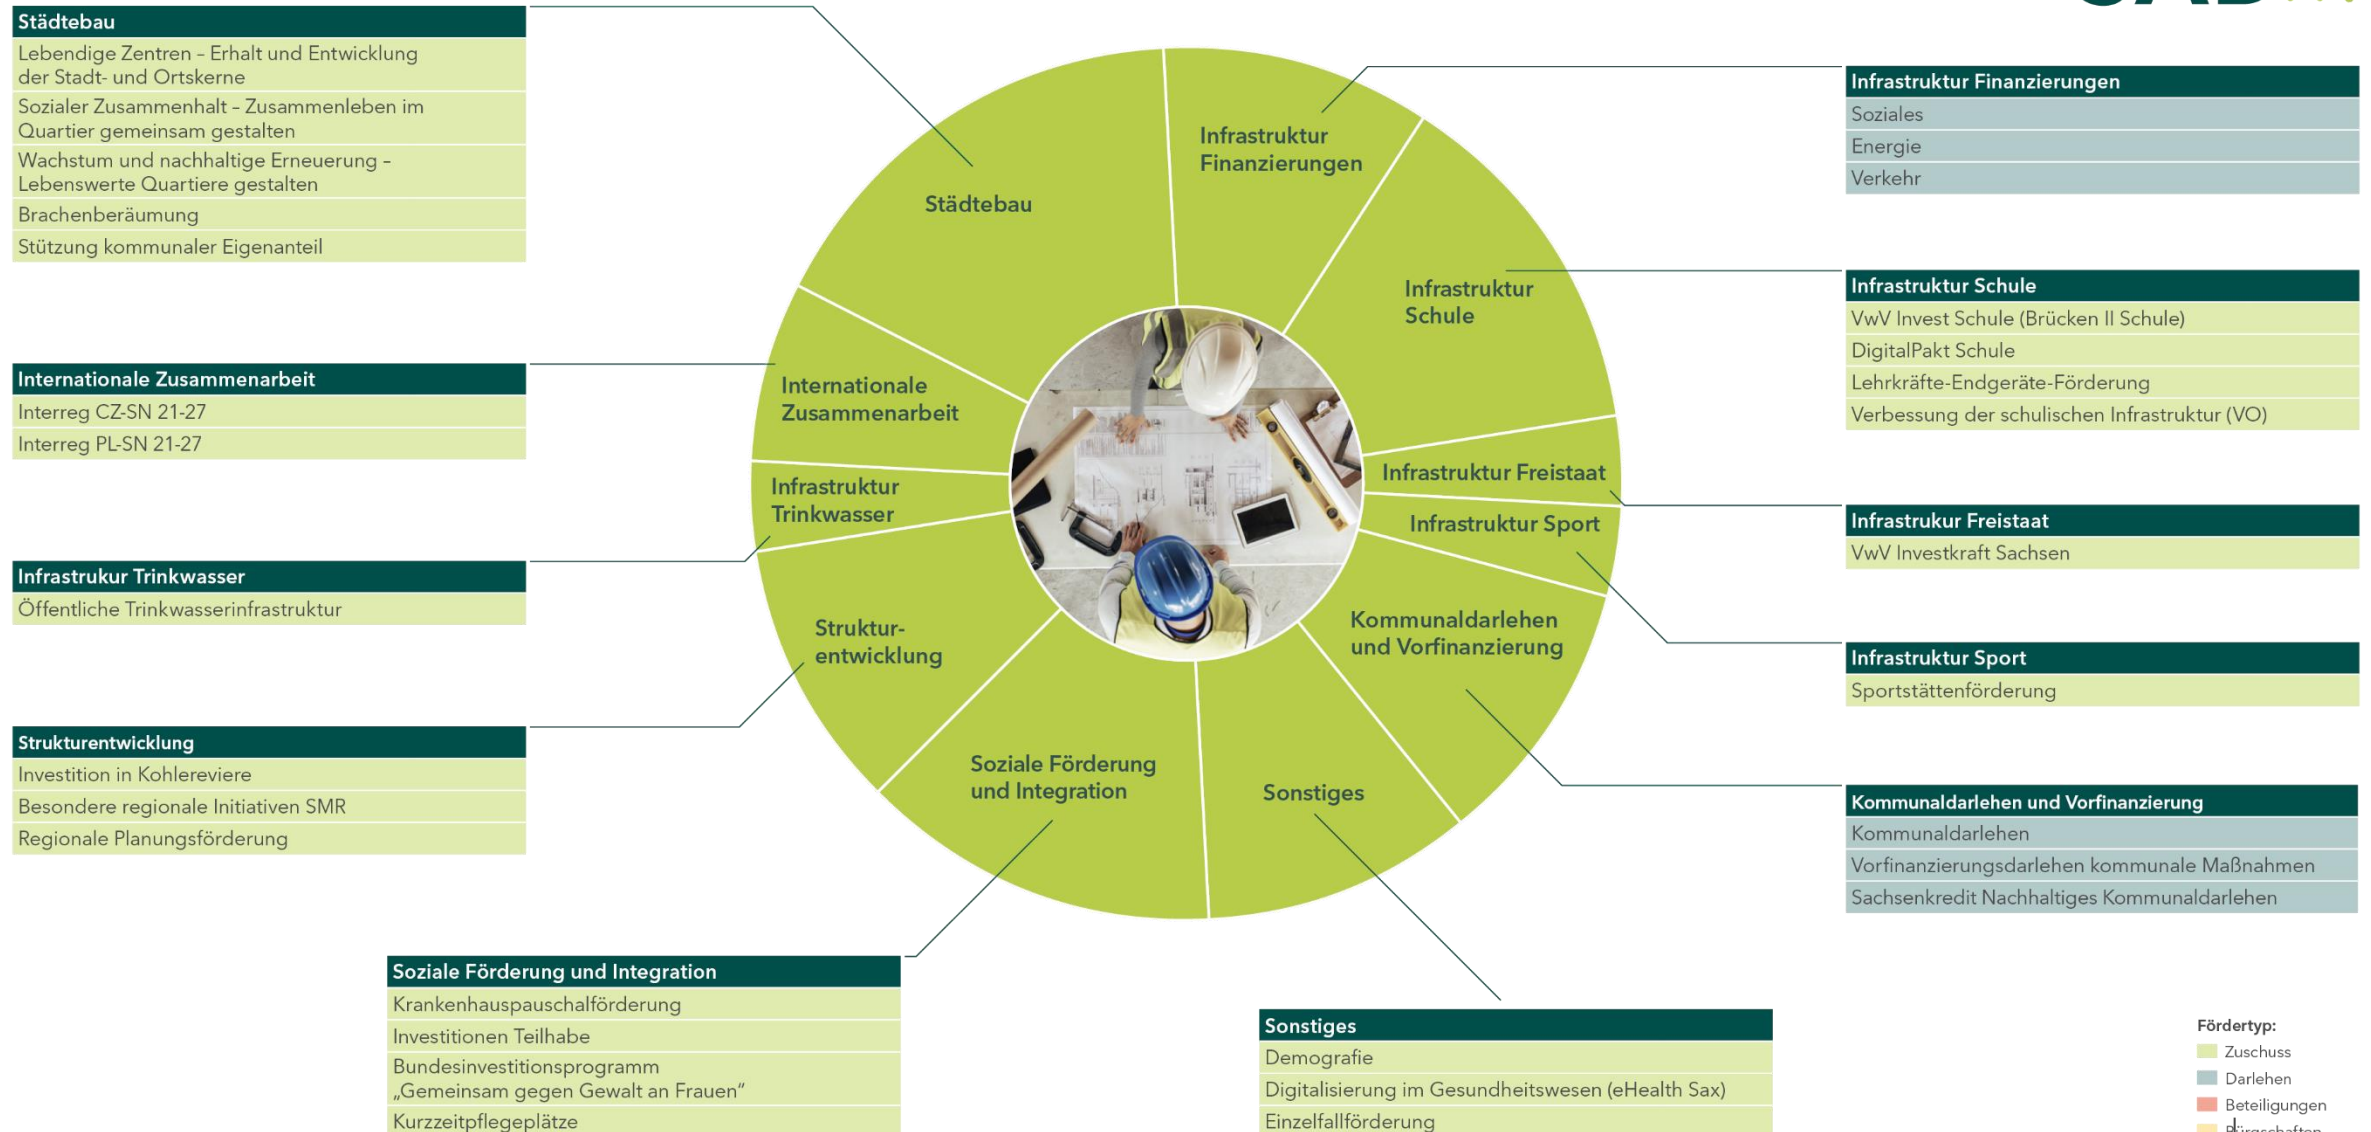 Städtebau
Lebendige Zentren – Erhalt und Entwicklung
der Stadt- und Ortskerne
Sozialer Zusammenhalt – Zusammenleben im
Quartier gemeinsam gestalten
Wachstum und nachhaltige Erneuerung –
Lebenswerte Quartiere gestalten
Brachenberäumung
Stützung kommunaler Eigenanteil
Internationale Zusammenarbeit
Interreg CZ-SN 21-27
Interreg PL-SN 21-27
Infrastrukur Trinkwasser
Öffentliche Trinkwasserinfrastruktur
Strukturentwicklung
Investition in Kohlereviere
Besondere regionale Initiativen SMR
Regionale Planungsförderung
Soziale Förderung und Integration
Krankenhauspauschalförderung
Investitionen Teilhabe
Bundesinvestitionsprogramm
„Gemeinsam gegen Gewalt an Frauen“
Kurzzeitpflegeplätze
Infrastruktur
Finanzierungen
Städtebau
Infrastruktur
Schule
Internationale
Zusammenarbeit
Infrastruktur Freistaat
Infrastruktur
Trinkwasser
Infrastruktur Sport
Struktur-
entwicklung
Kommunaldarlehen
und Vorfinanzierung
Soziale Förderung
und Integration
Sonstiges
Sonstiges
Demografie
Digitalisierung im Gesundheitswesen (eHealth Sax)
Einzelfallförderung
Infrastruktur Finanzierungen
Soziales
Energie
Verkehr
Infrastruktur Schule
VwV Invest Schule (Brücken II Schule)
DigitalPakt Schule
Lehrkräfte-Endgeräte-Förderung
Verbessung der schulischen Infrastruktur (VO)
Infrastrukur Freistaat
VwV Investkraft Sachsen
Infrastruktur Sport
Sportstättenförderung
Kommunaldarlehen und Vorfinanzierung
Kommunaldarlehen
Vorfinanzierungsdarlehen kommunale Maßnahmen
Sachsenkredit Nachhaltiges Kommunaldarlehen
Fördertyp:
Zuschuss
Darlehen
Beteiligungen